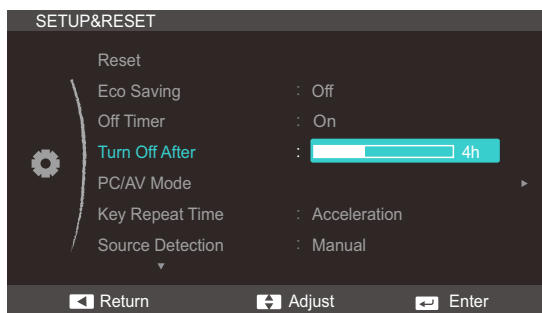 SETUP&RESET
Reset
Eco Saving : Off
Off Timer : On
Turn Off After : 4h
PC/AV Mode
Key Repeat Time : Acceleration
Source Detection : Manual
Return Adjust Enter